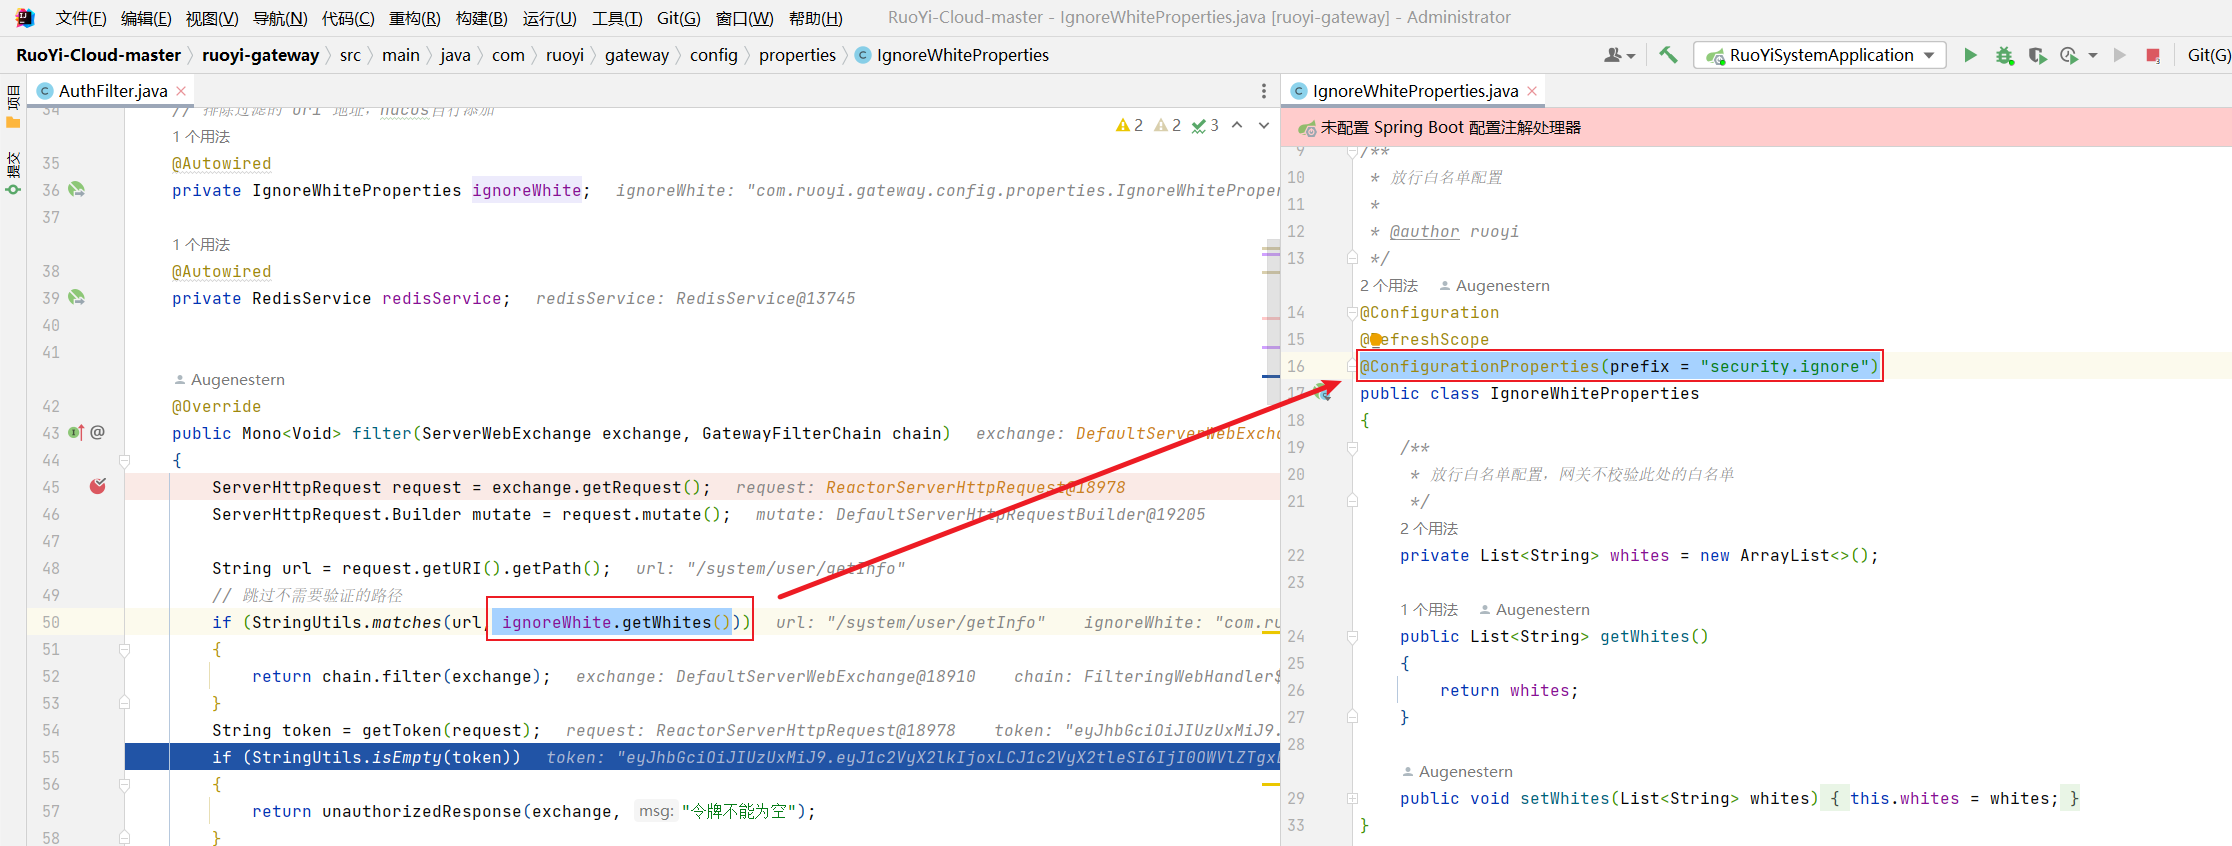 文件(F) 编辑(E) 视图(V) 导航(N) 代码(C) 重构(R) 构建(B) 运行(U) 工具(T) Git(G) 窗口(W) 帮助(H) RuoYi-Cloud-master - IgnoreWhiteProperties.java [ruoyi-gateway] - Administrator
RuoYi-Cloud-master ruoyi-gateway src main java com ruoyi gateway config properties IgnoreWhiteProperties RuoYiSystemApplication Git(G)
项目
提交
AuthFilter.java
2 2 3
34 // 排除过滤的 uri 地址，nacos自行添加
1 个用法
35 @Autowired
36 private IgnoreWhiteProperties ignoreWhite; ignoreWhite: "com.ruoyi.gateway.config.properties.IgnoreWhiteProper
37
1 个用法
38 @Autowired
39 private RedisService redisService; redisService: RedisService@13745
40
41
Augenestern
42 @Override
43 public Mono<Void> filter(ServerWebExchange exchange, GatewayFilterChain chain) exchange: DefaultServerWebExcha
44 {
45 ServerHttpRequest request = exchange.getRequest(); request: ReactorServerHttpRequest@18978
46 ServerHttpRequest.Builder mutate = request.mutate(); mutate: DefaultServerHttpRequestBuilder@19205
47
48 String url = request.getURI().getPath(); url: "/system/user/getInfo"
49 // 跳过不需要验证的路径
50 if (StringUtils.matches(url, ignoreWhite.getWhites())) url: "/system/user/getInfo" ignoreWhite: "com.ru
51 {
52 return chain.filter(exchange); exchange: DefaultServerWebExchange@18910 chain: FilteringWebHandler$
53 }
54 String token = getToken(request); request: ReactorServerHttpRequest@18978 token: "eyJhbGciOiJIUzUxMiJ9.
55 if (StringUtils.isEmpty(token)) token: "eyJhbGciOiJIUzUxMiJ9.eyJ1c2VyX2lkIjoxLCJ1c2VyX2tleSI6IjI0OWVlZTgx
56 {
57 return unauthorizedResponse(exchange, msg: "令牌不能为空");
58 }
IgnoreWhiteProperties.java
未配置 Spring Boot 配置注解处理器
9 /**
10 * 放行白名单配置
11 *
12 * @author ruoyi
13 */
2 个用法 Augenestern
14 @Configuration
15 @efreshScope
16 @ConfigurationProperties(prefix = "security.ignore")
17 public class IgnoreWhiteProperties
18 {
19 /**
20 * 放行白名单配置，网关不校验此处的白名单
21 */
2 个用法
22 private List<String> whites = new ArrayList<>();
23
1 个用法 Augenestern
24 public List<String> getWhites()
25 {
26 return whites;
27 }
28
Augenestern
29 public void setWhites(List<String> whites) { this.whites = whites; }
33 }